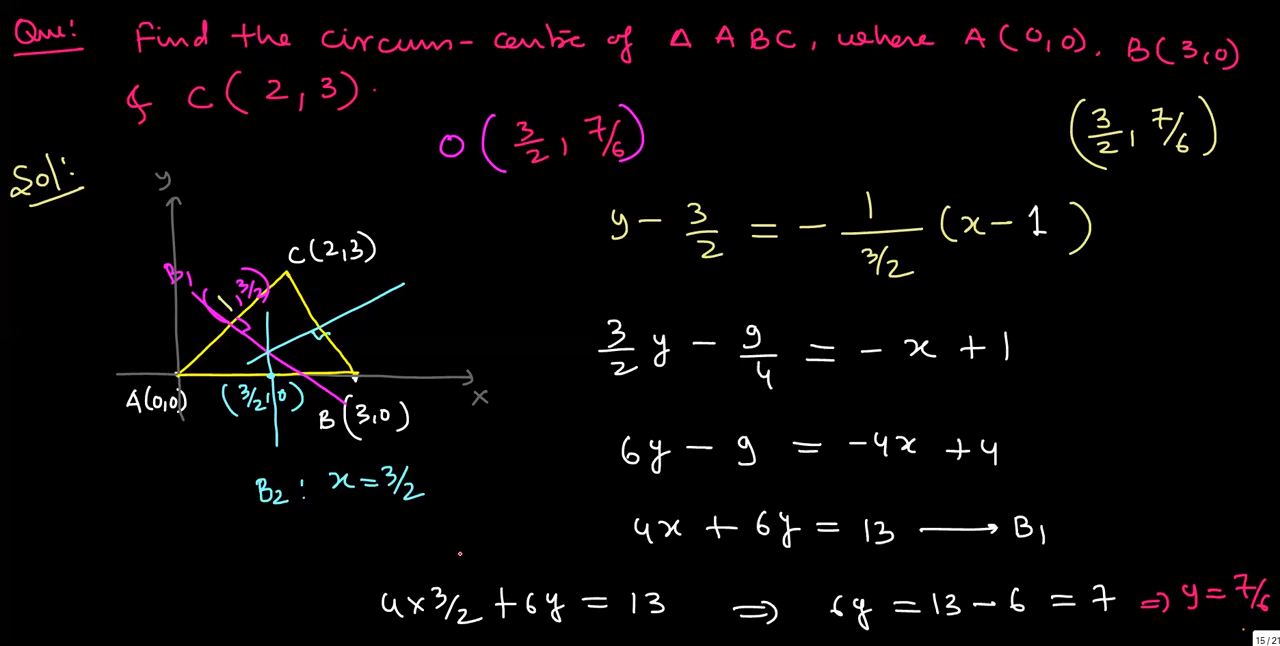 Que: Find the circum-centre of Δ ABC, where A(0,0), B(3,0)
& C(2,3).
O(3/2, 7/6)
(3/2, 7/6)
Sol:
y
y - 3/2 = - 1/(3/2) (x - 1)
C(2,3)
B₁
(1, 3/2)
3/2 y - 9/4 = - x + 1
A(0,0)
(3/2, 0)
B(3,0)
x
6y - 9 = -4x + 4
B₂ : x = 3/2
4x + 6y = 13 ⟶ B₁
4 × 3/2 + 6y = 13 ⇒ 6y = 13 - 6 = 7 ⇒ y = 7/6
15 / 21